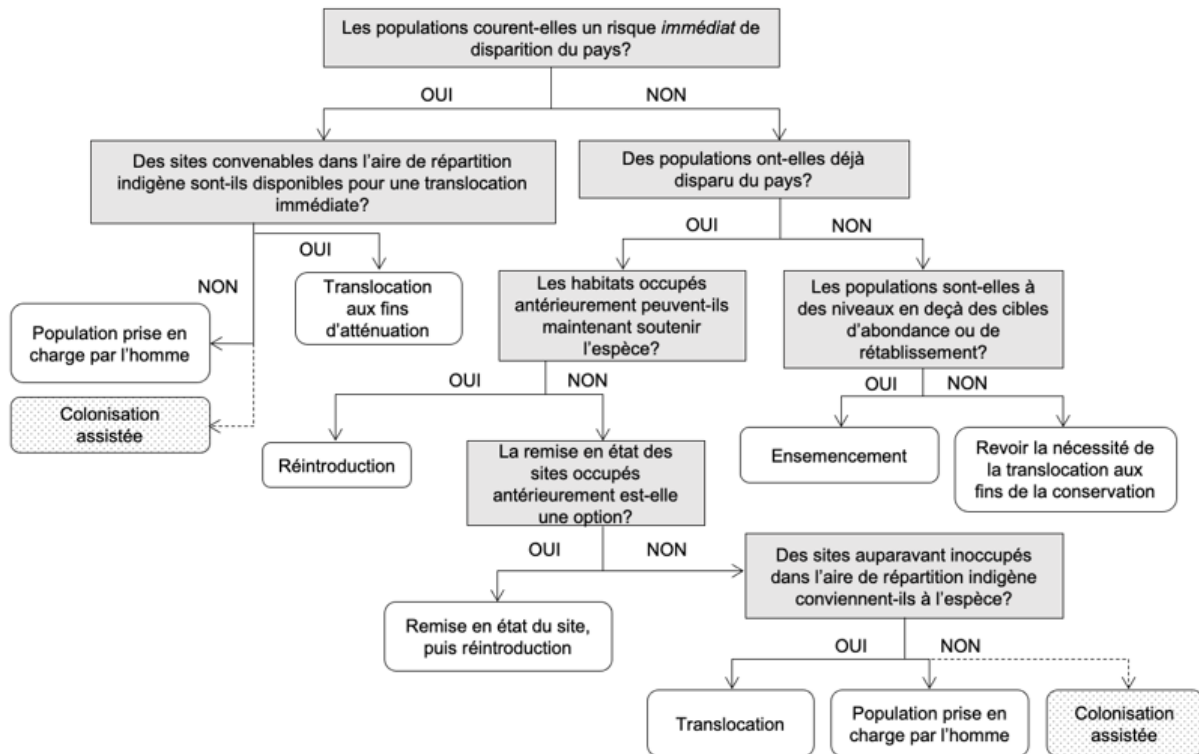 Les populations courent-elles un risque immédiat de
disparition du pays?
OUI
NON
Des sites convenables dans l'aire de répartition
indigène sont-ils disponibles pour une translocation
immédiate?
Des populations ont-elles déjà
disparu du pays?
OUI
NON
OUI
NON
Translocation
aux fins
d'atténuation
Population prise en
charge par l'homme
Colonisation
assistée
Les habitats occupés
antérieurement peuvent-ils
maintenant soutenir
l'espèce?
Les populations sont-elles à
des niveaux en deçà des cibles
d'abondance ou de
rétablissement?
OUI
NON
OUI
NON
Réintroduction
La remise en état des
sites occupés
antérieurement est-elle
une option?
Ensemencement
Revoir la nécessité de
la translocation aux
fins de la conservation
OUI
NON
Des sites auparavant inoccupés
dans l'aire de répartition indigène
conviennent-ils à l'espèce?
Remise en état du site,
puis réintroduction
OUI
NON
Translocation
Population prise en
charge par l'homme
Colonisation
assistée